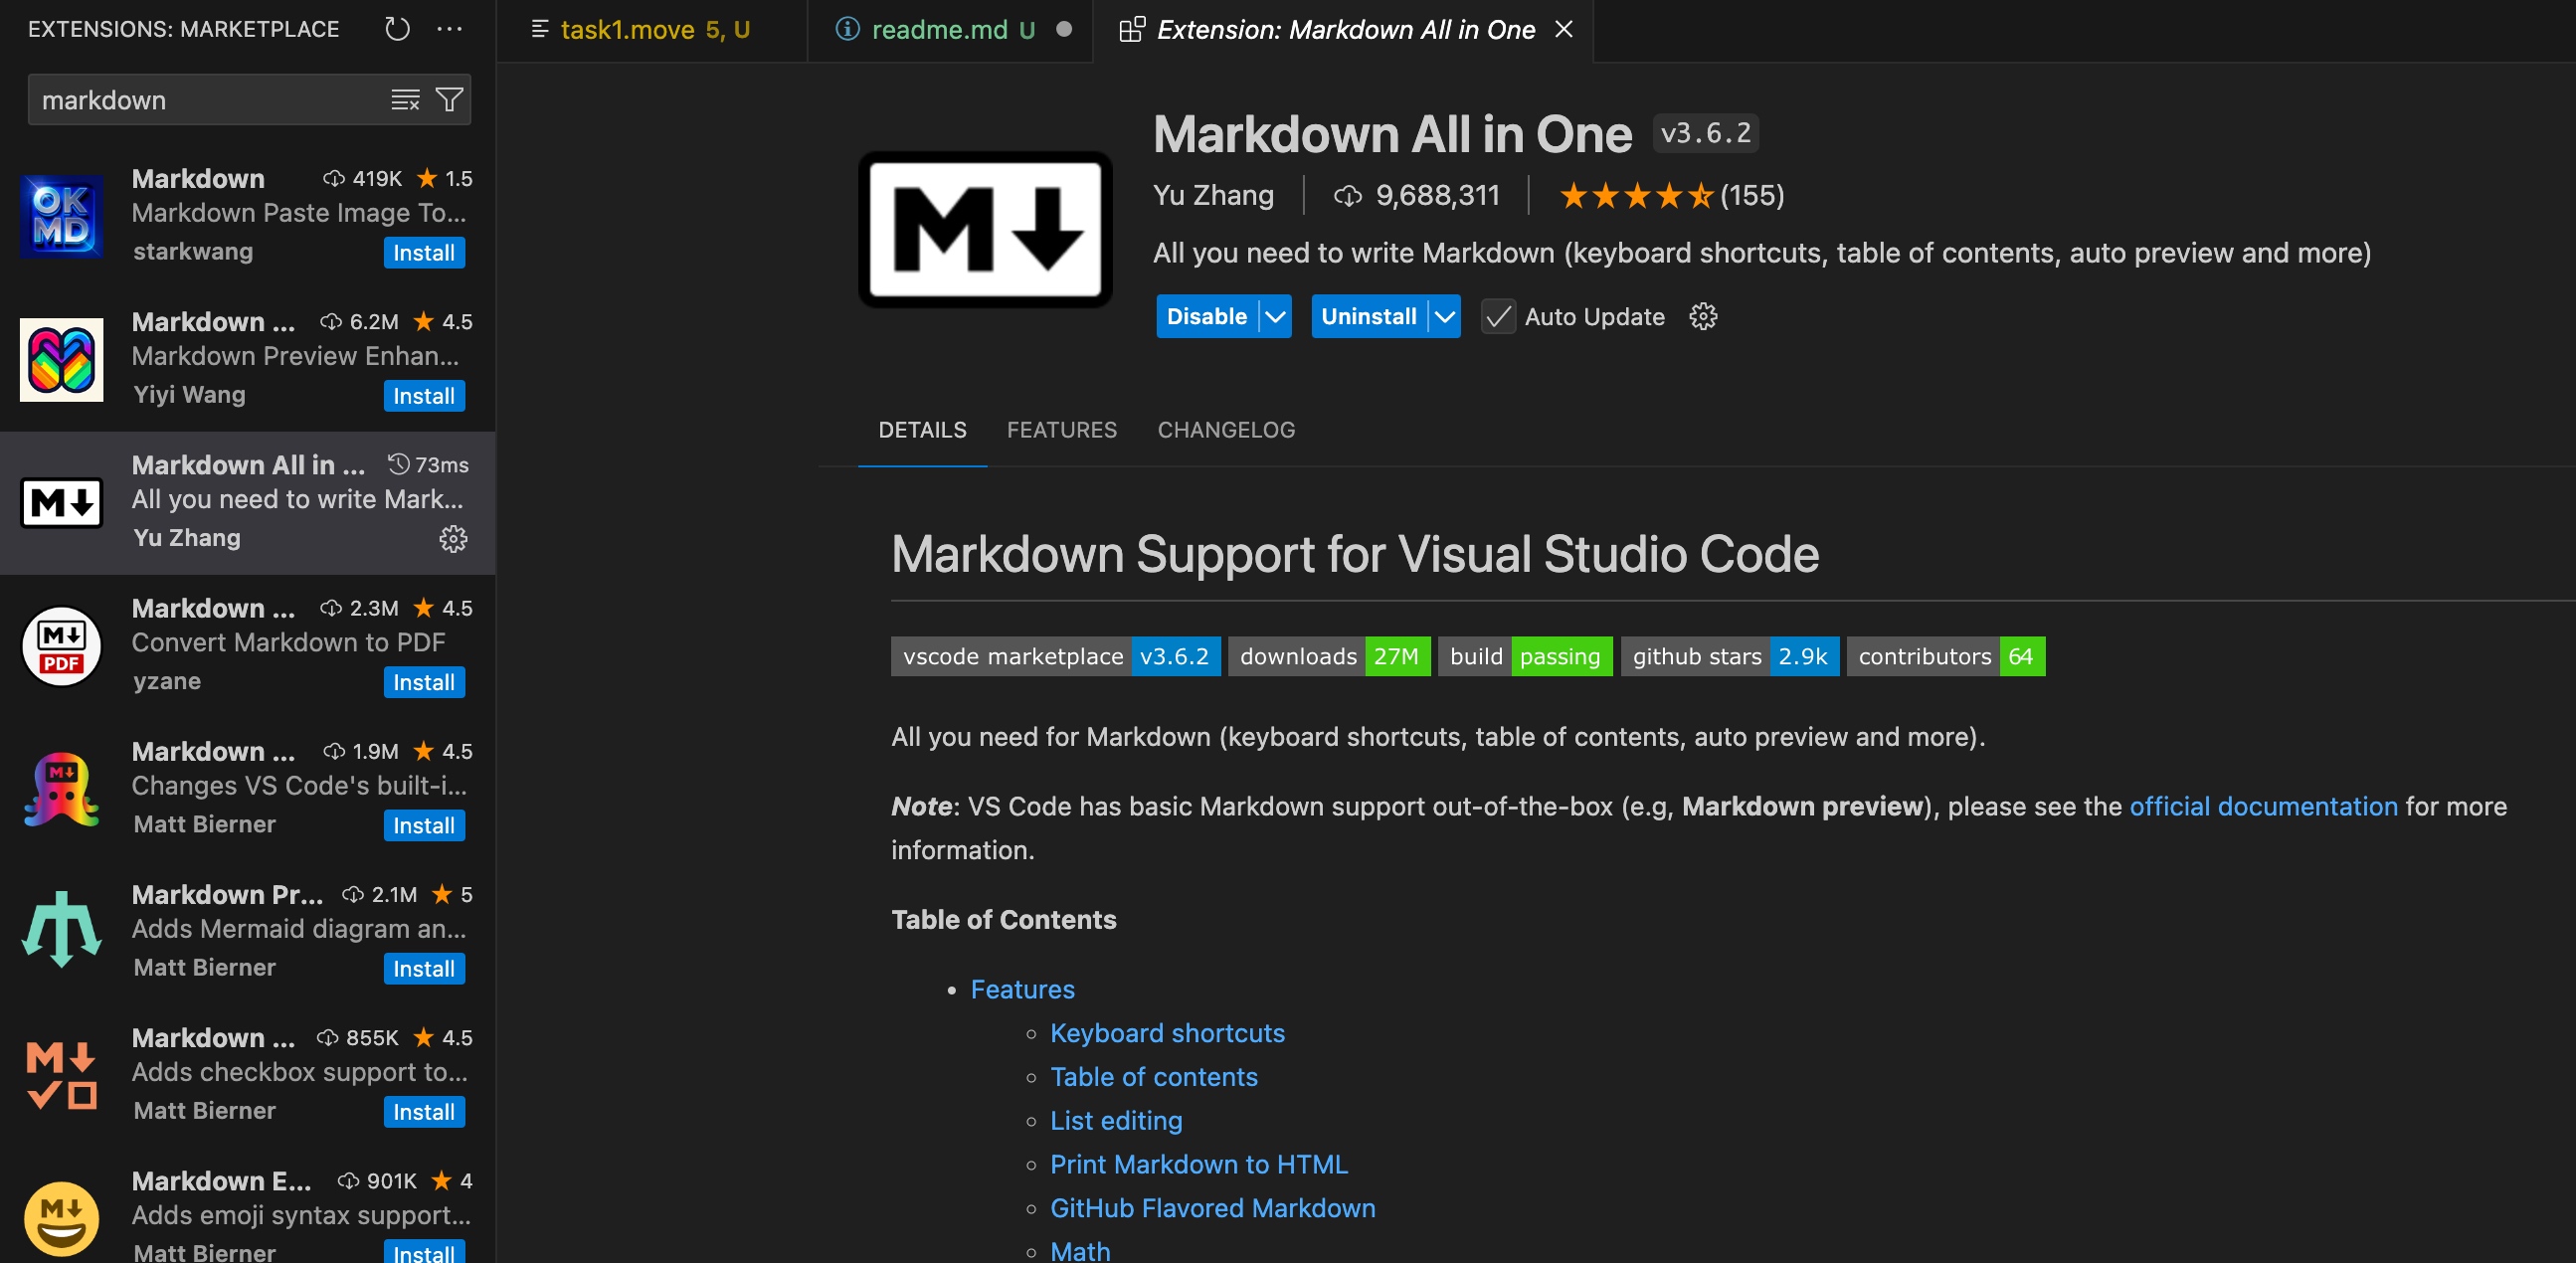 EXTENSIONS: MARKETPLACE
markdown
OK
MD
Markdown 419K 1.5
Markdown Paste Image To...
starkwang Install
Markdown ... 6.2M 4.5
Markdown Preview Enhan...
Yiyi Wang Install
M
Markdown All in ... 73ms
All you need to write Mark...
Yu Zhang
M
PDF
Markdown ... 2.3M 4.5
Convert Markdown to PDF
yzane Install
M
Markdown ... 1.9M 4.5
Changes VS Code's built-i...
Matt Bierner Install
Markdown Pr... 2.1M 5
Adds Mermaid diagram an...
Matt Bierner Install
M
Markdown ... 855K 4.5
Adds checkbox support to...
Matt Bierner Install
M
Markdown E... 901K 4
Adds emoji syntax support...
Matt Bierner Install
task1.move 5, U
readme.md U
Extension: Markdown All in One
M
Markdown All in One v3.6.2
Yu Zhang 9,688,311 (155)
All you need to write Markdown (keyboard shortcuts, table of contents, auto preview and more)
Disable Uninstall Auto Update
DETAILS FEATURES CHANGELOG
Markdown Support for Visual Studio Code
vscode marketplace v3.6.2 downloads 27M build passing github stars 2.9k contributors 64
All you need for Markdown (keyboard shortcuts, table of contents, auto preview and more).
Note: VS Code has basic Markdown support out-of-the-box (e.g, Markdown preview), please see the official documentation for more
information.
Table of Contents
Features
Keyboard shortcuts
Table of contents
List editing
Print Markdown to HTML
GitHub Flavored Markdown
Math